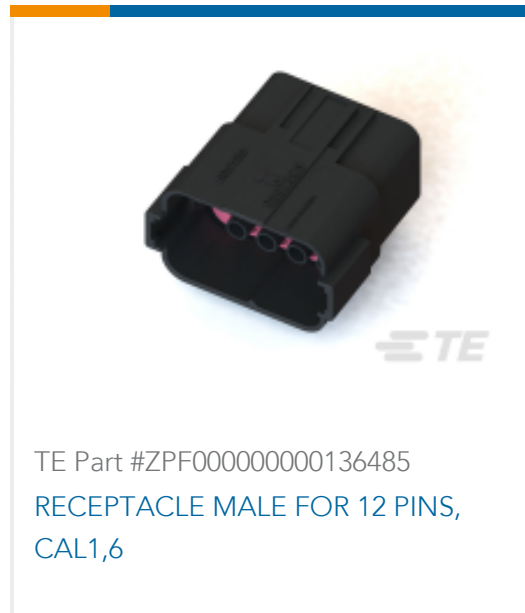 TE
TE Part #ZPF000000000136485
RECEPTACLE MALE FOR 12 PINS,
CAL1,6